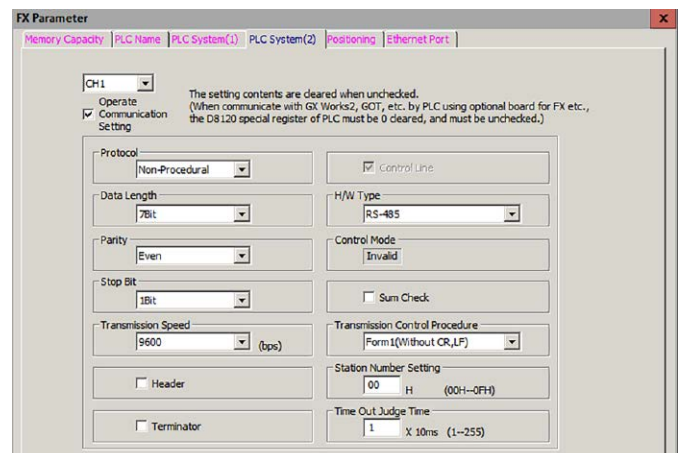 FX Parameter
x
Memory Capacity PLC Name PLC System(1) PLC System(2) Positioning Ethernet Port
CH1
Operate
Communication
Setting
The setting contents are cleared when unchecked.
(When communicate with GX Works2, GOT, etc. by PLC using optional board for FX etc.,
the D8120 special register of PLC must be 0 cleared, and must be unchecked.)
Protocol
Non-Procedural
Control Line
Data Length
7Bit
H/W Type
RS-485
Parity
Even
Control Mode
Invalid
Stop Bit
1Bit
Sum Check
Transmission Speed
9600
(bps)
Transmission Control Procedure
Form1(Without CR,LF)
Header
Station Number Setting
00
H
(00H--0FH)
Terminator
Time Out Judge Time
1
X 10ms (1--255)